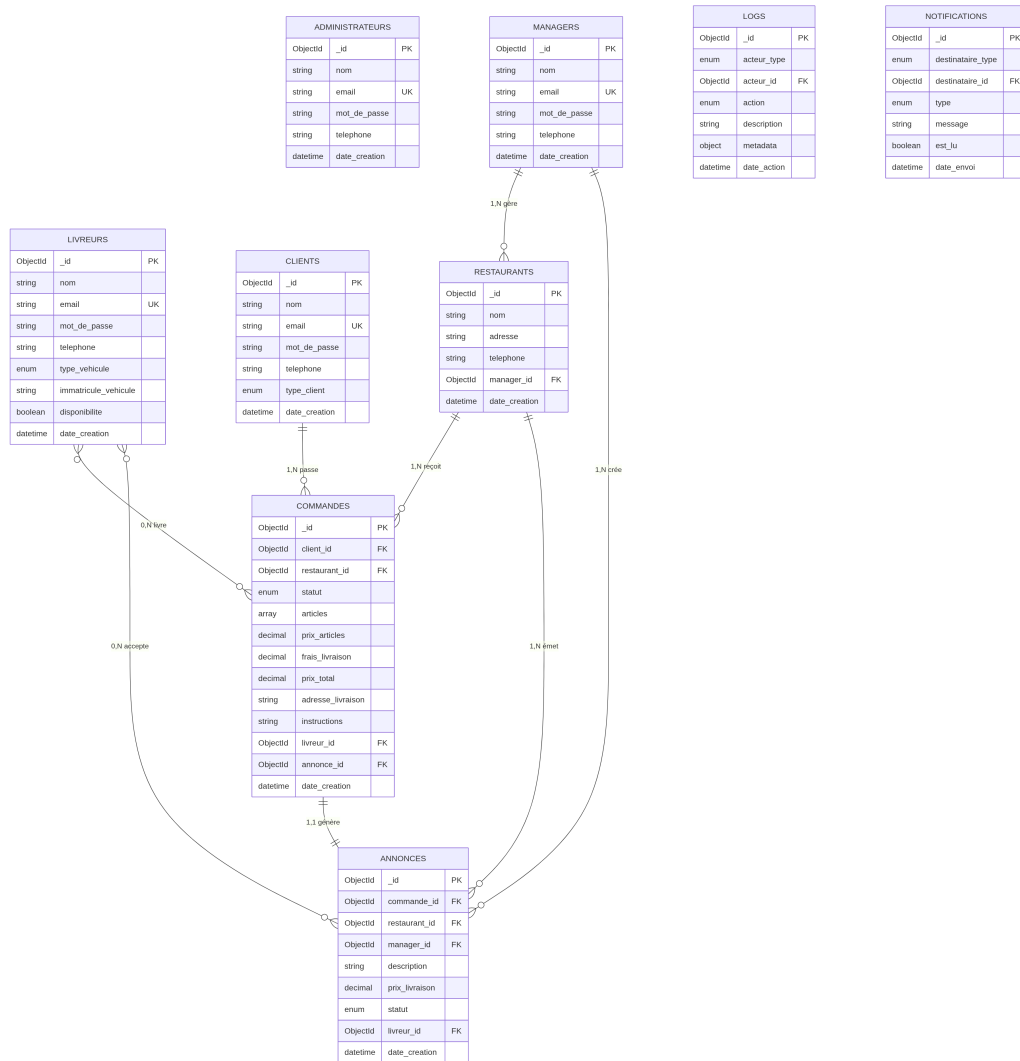 ADMINISTRATEURS
ObjectId _id PK
string nom
string email UK
string mot_de_passe
string telephone
datetime date_creation
MANAGERS
ObjectId _id PK
string nom
string email UK
string mot_de_passe
string telephone
datetime date_creation
LOGS
ObjectId _id PK
enum acteur_type
ObjectId acteur_id FK
enum action
string description
object metadata
datetime date_action
NOTIFICATIONS
ObjectId _id PK
enum destinataire_type
ObjectId destinataire_id FK
enum type
string message
boolean est_lu
datetime date_envoi
1,N gère
LIVREURS
ObjectId _id PK
string nom
string email UK
string mot_de_passe
string telephone
enum type_vehicule
string immatricule_vehicule
boolean disponibilite
datetime date_creation
CLIENTS
ObjectId _id PK
string nom
string email UK
string mot_de_passe
string telephone
enum type_client
datetime date_creation
RESTAURANTS
ObjectId _id PK
string nom
string adresse
string telephone
ObjectId manager_id FK
datetime date_creation
1,N passe
1,N reçoit
1,N crée
0,N livre
COMMANDES
ObjectId _id PK
ObjectId client_id FK
ObjectId restaurant_id FK
enum statut
array articles
decimal prix_articles
decimal frais_livraison
decimal prix_total
string adresse_livraison
string instructions
ObjectId livreur_id FK
ObjectId annonce_id FK
datetime date_creation
0,N accepte
1,N émet
1,1 génère
ANNONCES
ObjectId _id PK
ObjectId commande_id FK
ObjectId restaurant_id FK
ObjectId manager_id FK
string description
decimal prix_livraison
enum statut
ObjectId livreur_id FK
datetime date_creation